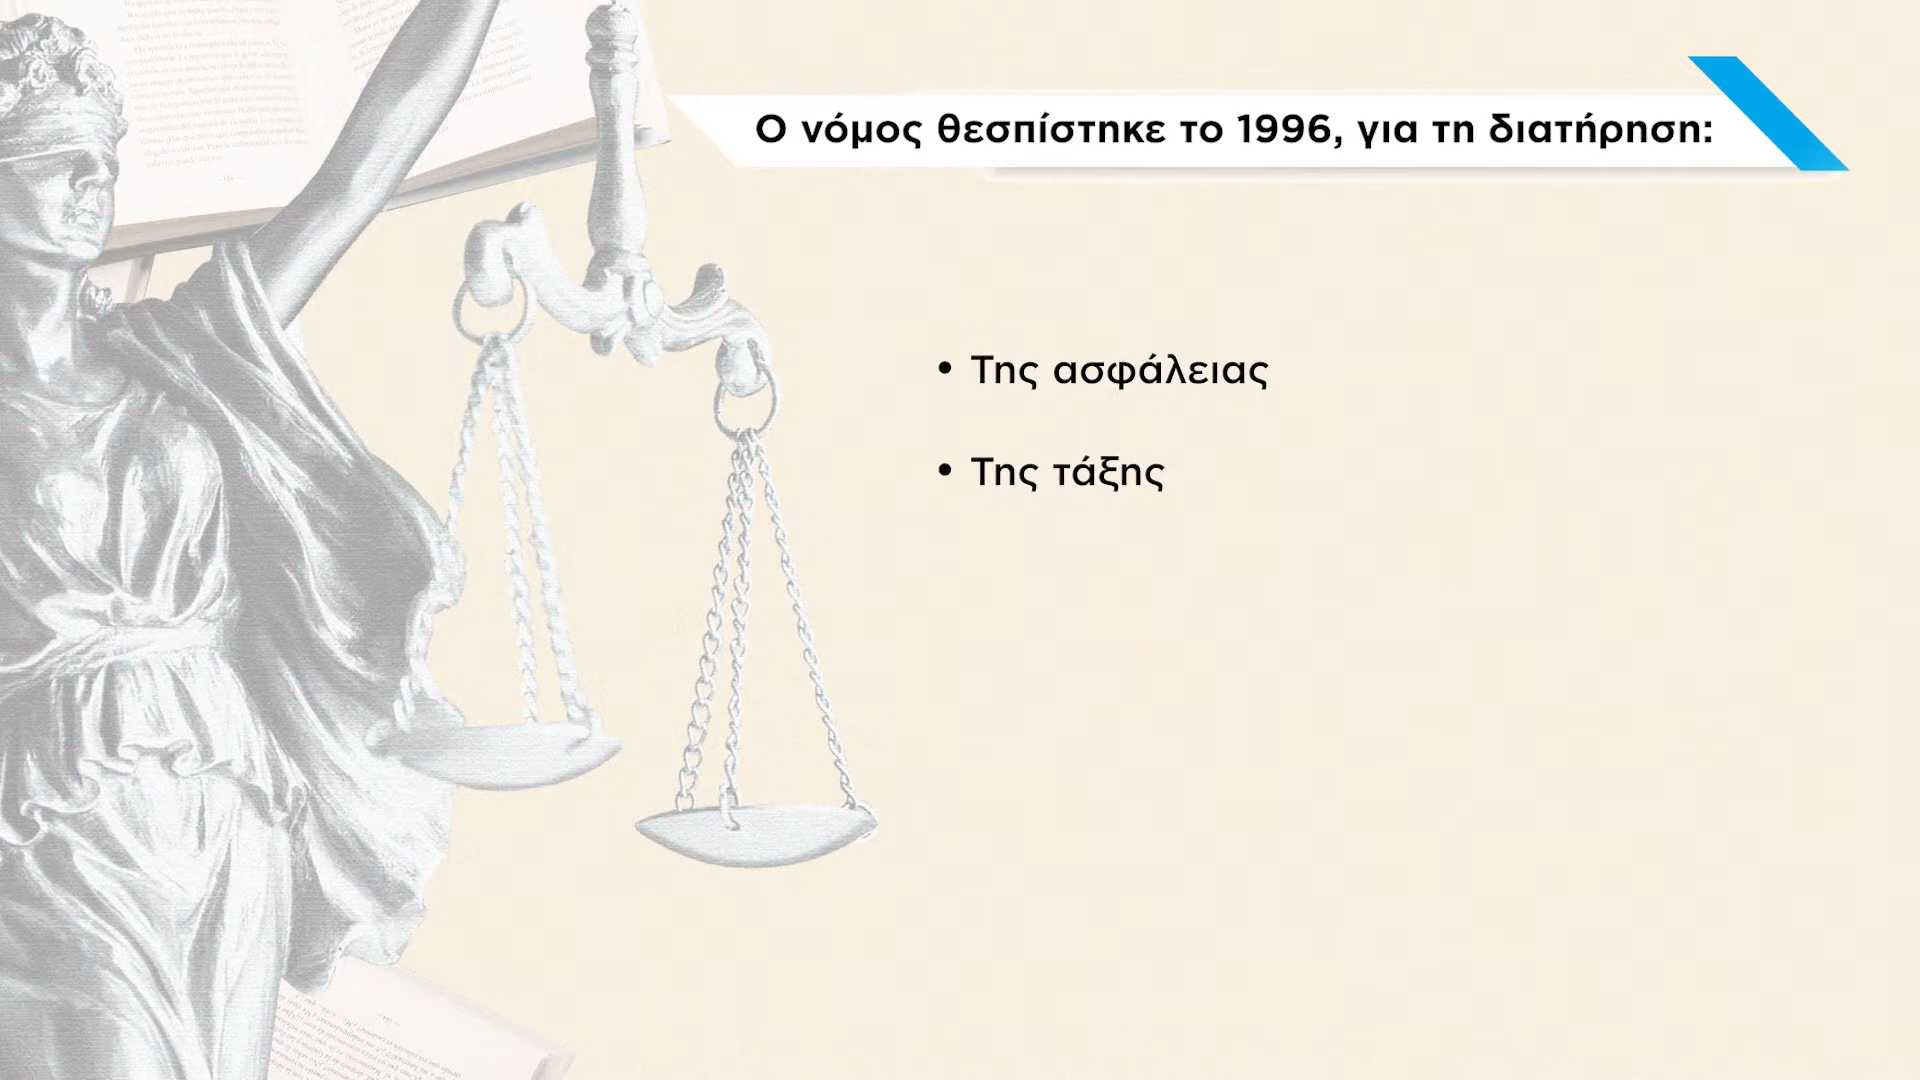 Ο νόμος θεσπίστηκε το 1996, για τη διατήρηση:
• Της ασφάλειας
• Της τάξης